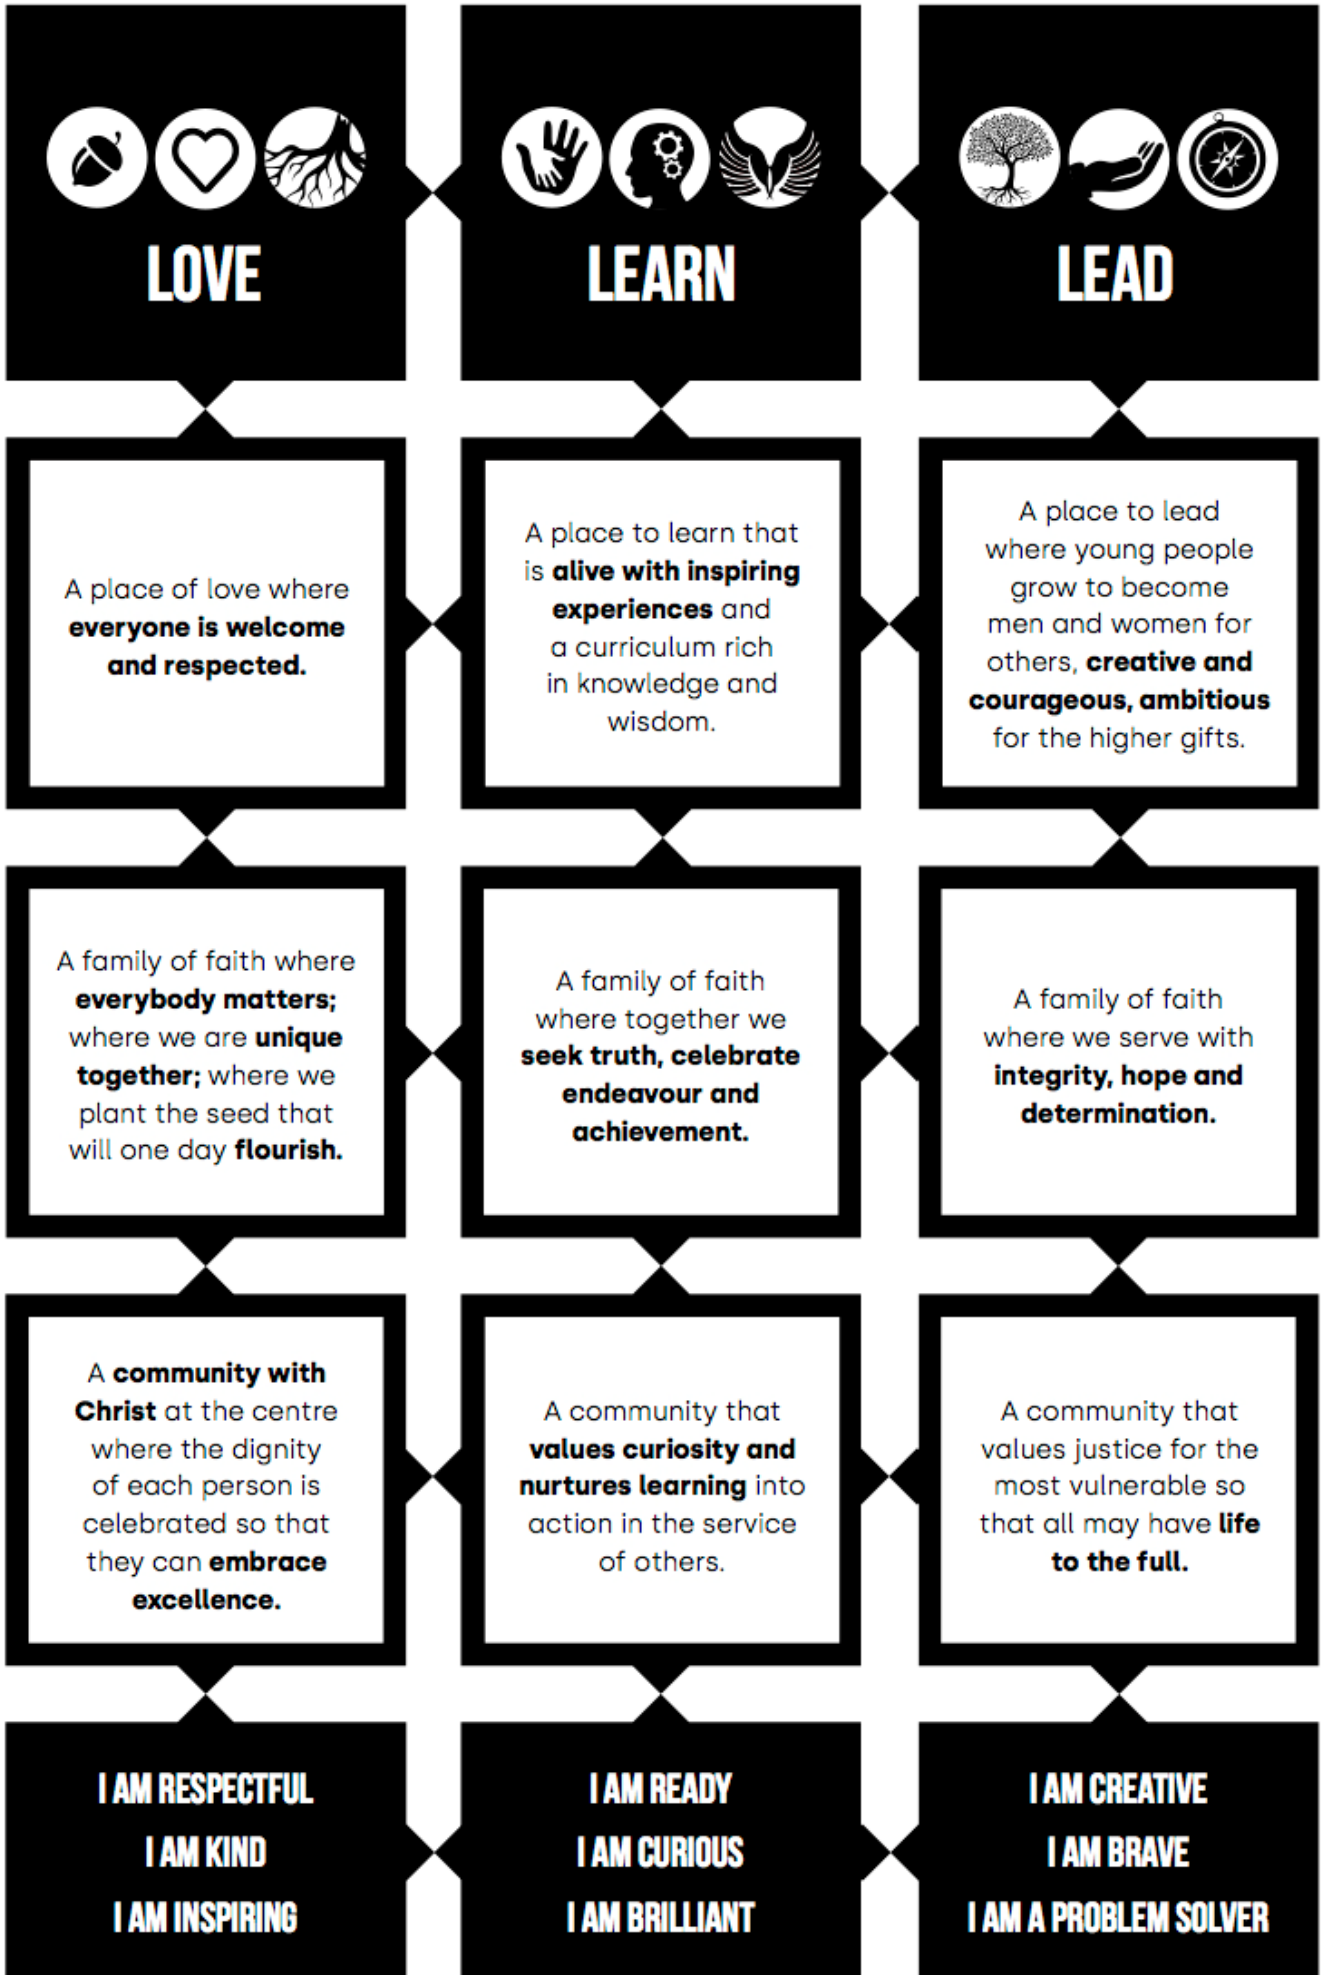 LOVE
LEARN
LEAD
A place of love where
everyone is welcome
and respected.
A place to learn that
is alive with inspiring
experiences and
a curriculum rich
in knowledge and
wisdom.
A place to lead
where young people
grow to become
men and women for
others, creative and
courageous, ambitious
for the higher gifts.
A family of faith where
everybody matters;
where we are unique
together; where we
plant the seed that
will one day flourish.
A family of faith
where together we
seek truth, celebrate
endeavour and
achievement.
A family of faith
where we serve with
integrity, hope and
determination.
A community with
Christ at the centre
where the dignity
of each person is
celebrated so that
they can embrace
excellence.
A community that
values curiosity and
nurtures learning into
action in the service
of others.
A community that
values justice for the
most vulnerable so
that all may have life
to the full.
I AM RESPECTFUL
I AM KIND
I AM INSPIRING
I AM READY
I AM CURIOUS
I AM BRILLIANT
I AM CREATIVE
I AM BRAVE
I AM A PROBLEM SOLVER